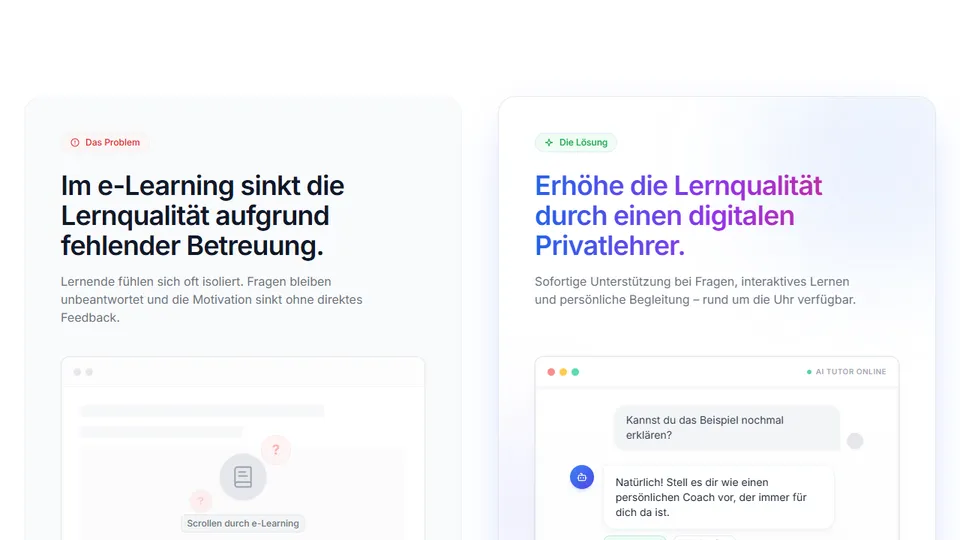 Das Problem
Im e-Learning sinkt die
Lernqualität aufgrund
fehlender Betreuung.
Lernende fühlen sich oft isoliert. Fragen bleiben
unbeantwortet und die Motivation sinkt ohne direktes
Feedback.
?
?
Scrollen durch e-Learning
Die Lösung
Erhöhe die Lernqualität
durch einen digitalen
Privatlehrer.
Sofortige Unterstützung bei Fragen, interaktives Lernen
und persönliche Begleitung – rund um die Uhr verfügbar.
AI TUTOR ONLINE
Kannst du das Beispiel nochmal
erklären?
Natürlich! Stell es dir wie einen
persönlichen Coach vor, der immer für
dich da ist.